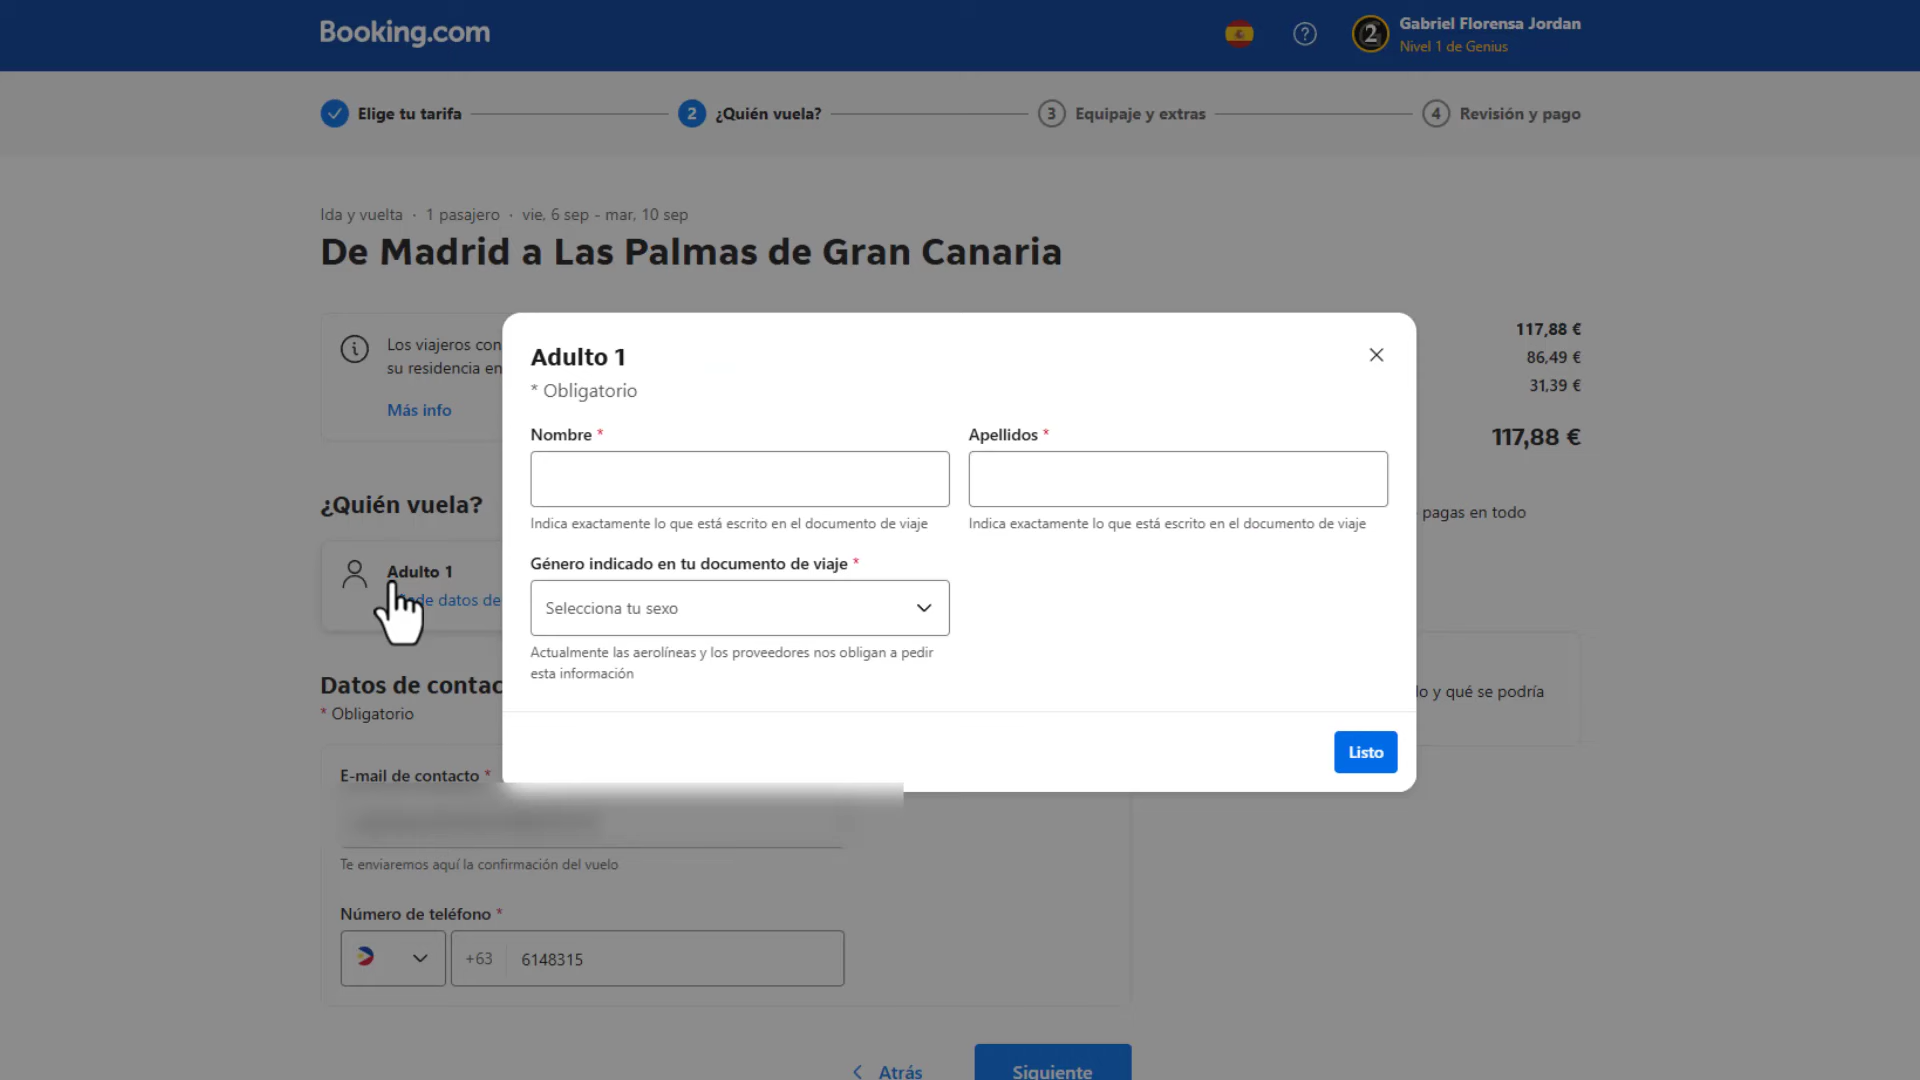 Booking.com
2
Gabriel Florensa Jordan
Nivel 1 de Genius
Elige tu tarifa
2 ¿Quién vuela?
3 Equipaje y extras
4 Revisión y pago
Ida y vuelta · 1 pasajero · vie, 6 sep - mar, 10 sep
De Madrid a Las Palmas de Gran Canaria
Los viajeros con
su residencia en
Más info
117,88 €
86,49 €
31,39 €
117,88 €
pagas en todo
¿Quién vuela?
Adulto 1
datos de
lo y qué se podría
Adulto 1
* Obligatorio
Nombre *
Apellidos *
Indica exactamente lo que está escrito en el documento de viaje
Indica exactamente lo que está escrito en el documento de viaje
Género indicado en tu documento de viaje *
Selecciona tu sexo
Actualmente las aerolíneas y los proveedores nos obligan a pedir
esta información
Listo
Datos de contac
* Obligatorio
E-mail de contacto *
Te enviaremos aquí la confirmación del vuelo
Número de teléfono *
+63 6148315
Atrás
Siguiente